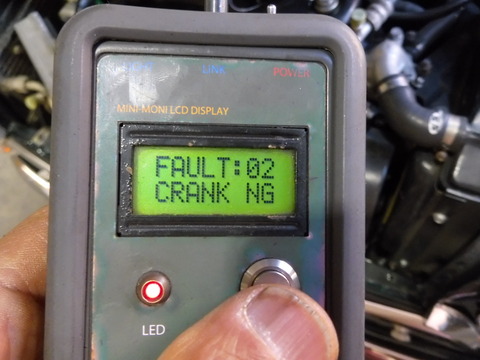 LINK
POWER
MINI MONI LCD DISPLAY
FAULT:02
CRANK NG
LED